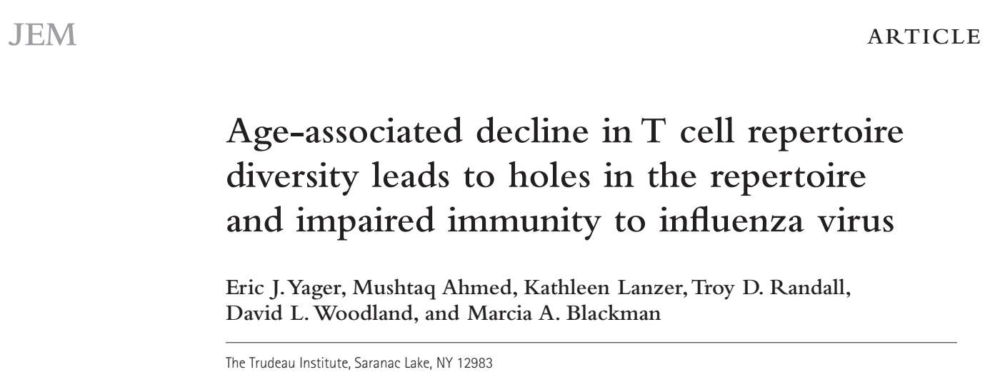 JEM
ARTICLE
Age-associated decline in T cell repertoire
diversity leads to holes in the repertoire
and impaired immunity to influenza virus
Eric J. Yager, Mushtaq Ahmed, Kathleen Lanzer, Troy D. Randall,
David L. Woodland, and Marcia A. Blackman
The Trudeau Institute, Saranac Lake, NY 12983